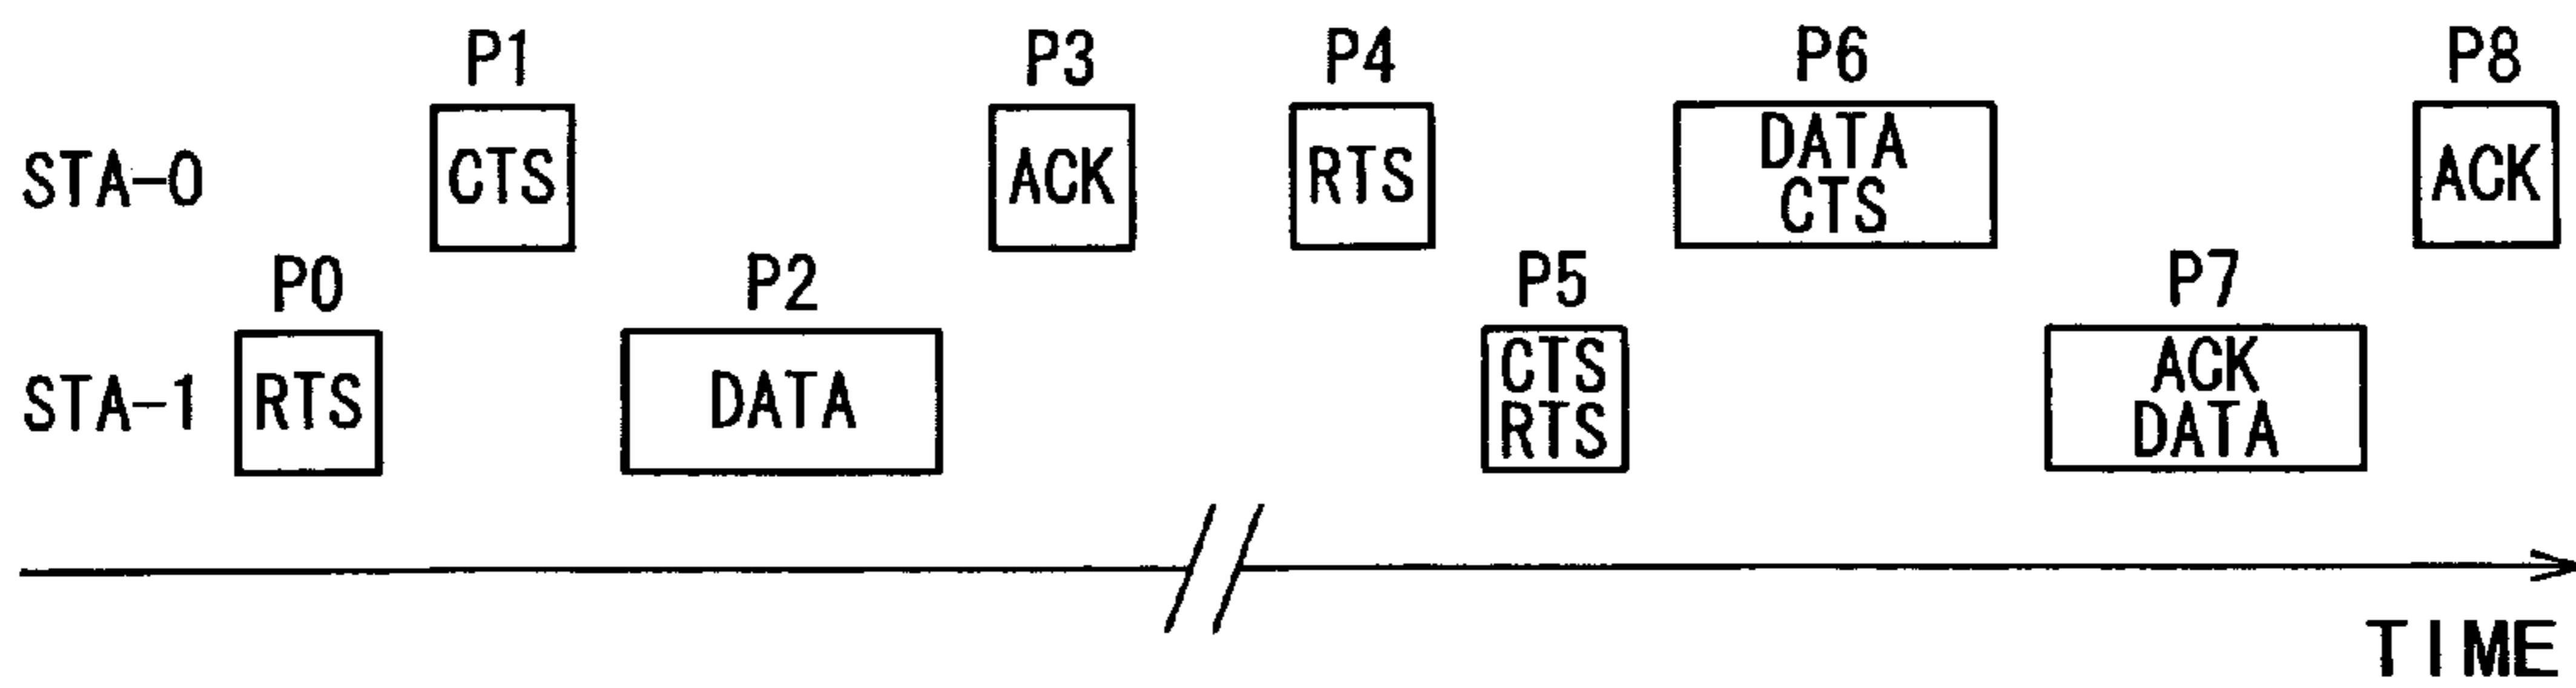 P1 P3 P4 P6 P8
STA-0 CTS ACK RTS DATA CTS ACK
P0 P2 P5 P7
STA-1 RTS DATA CTS RTS ACK DATA
TIME